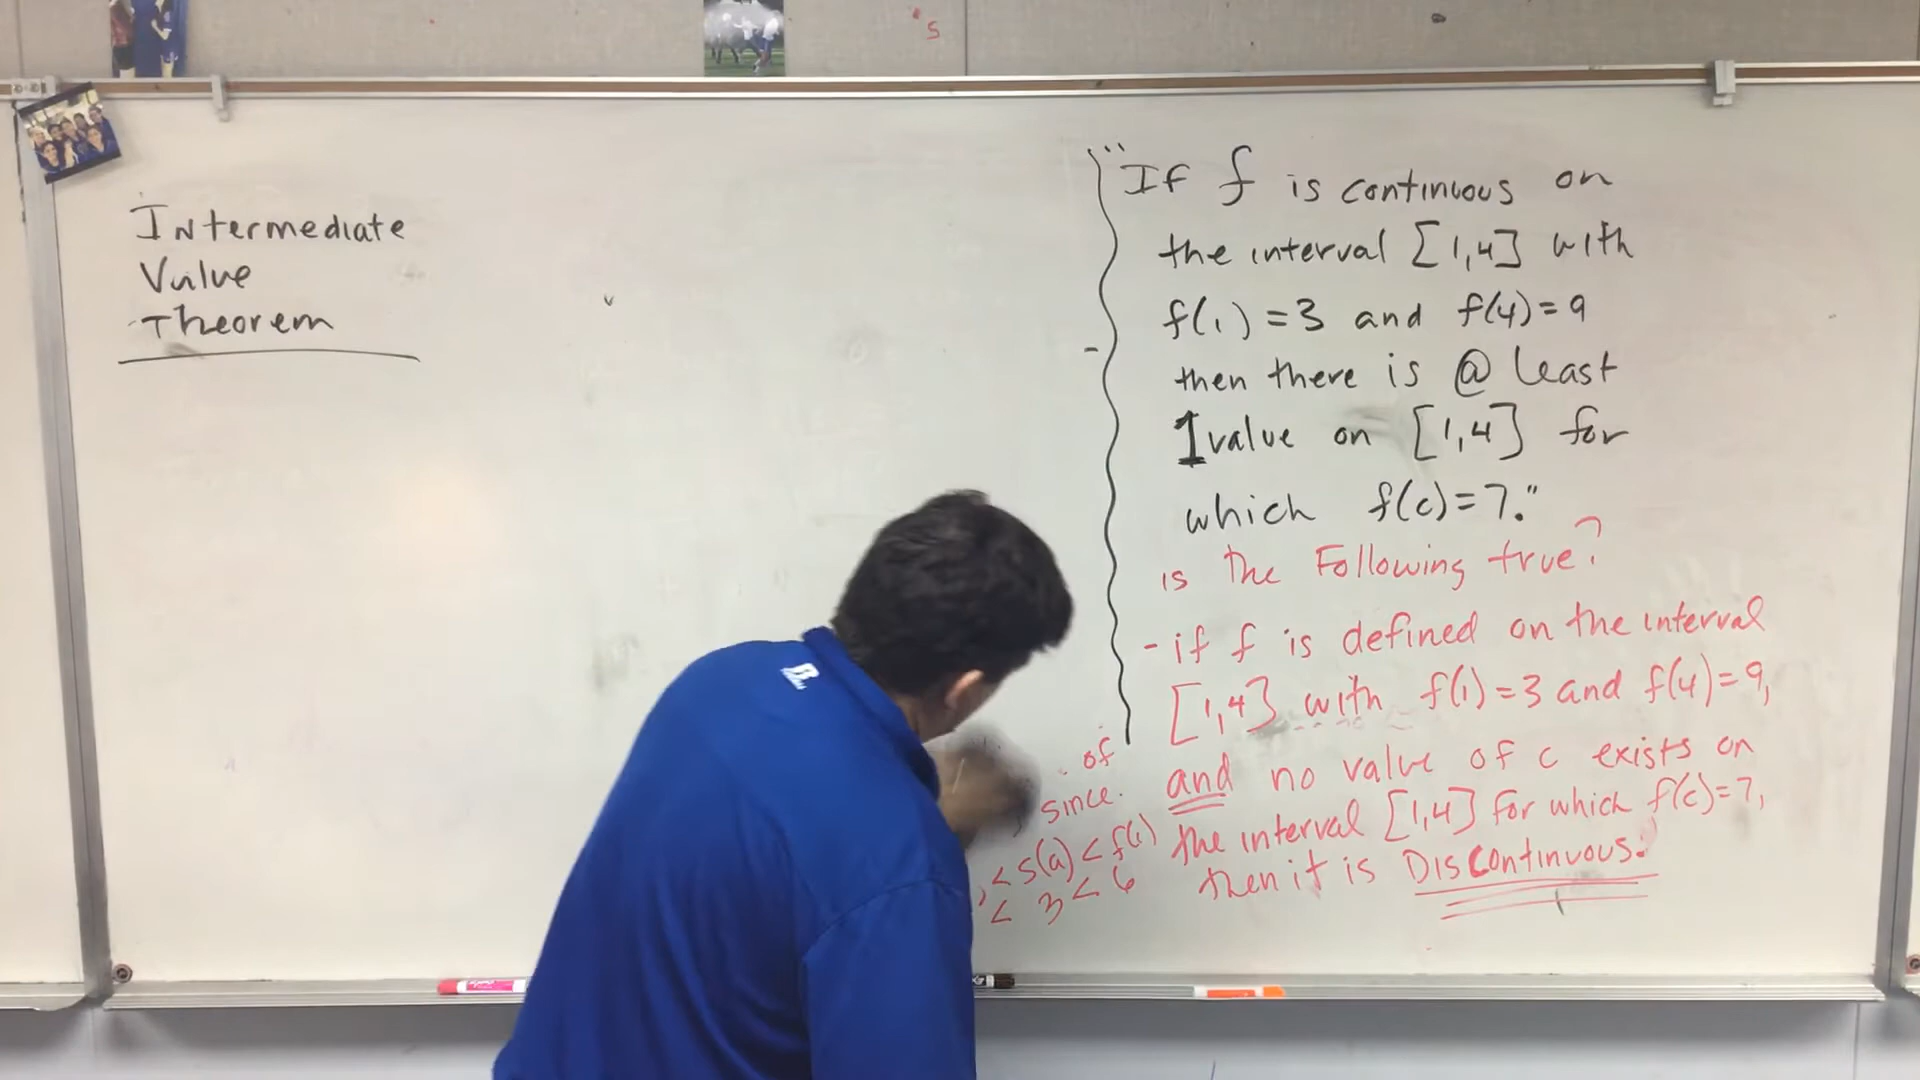 Intermediate
Value
Theorem
"If f is continuous on
the interval [1,4] with
f(1)=3 and f(4)=9
then there is @ least
1 value on [1,4] for
which f(c)=7."
is the Following true?
- if f is defined on the interval
[1,4] with f(1)=3 and f(4)=9,
and no value of c exists on
the interval [1,4] for which f(c)=7,
then it is Discontinuous.
of
since
< s(a) < f(1)
< 3 < 6
s